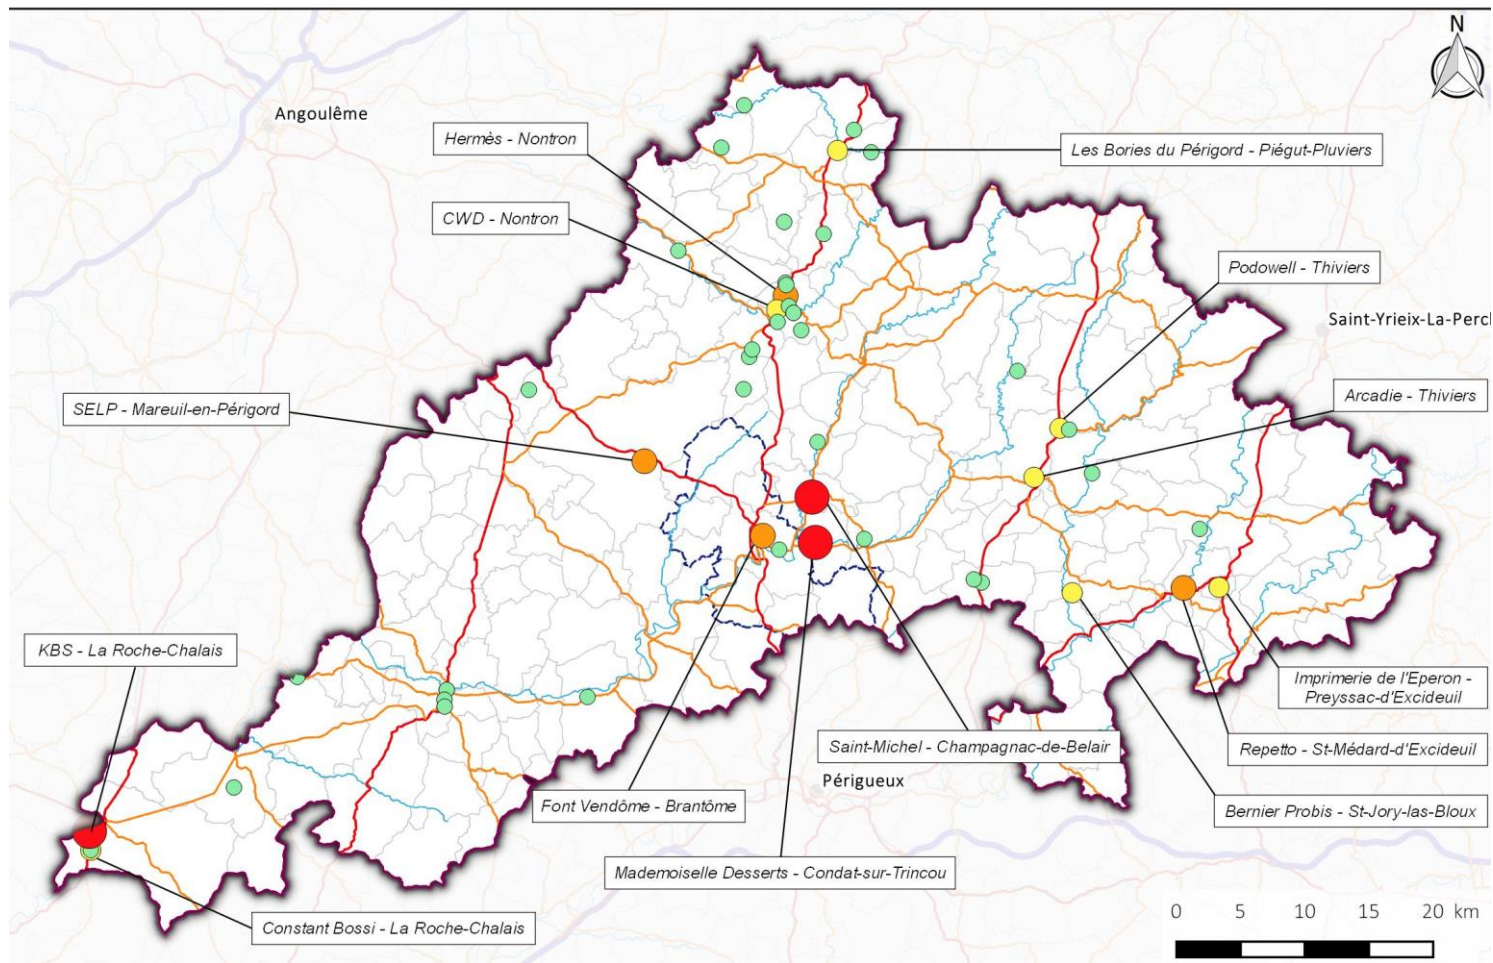 N
Angoulême
Hermès - Nontron
Les Bories du Périgord - Piégut-Pluviers
CWD - Nontron
Podowell - Thiviers
Saint-Yrieix-La-Perch
Arcadie - Thiviers
SELP - Mareuil-en-Périgord
KBS - La Roche-Chalais
Imprimerie de l'Eperon -
Preyssac-d'Excideuil
Saint-Michel - Champagnac-de-Belair
Repetto - St-Médard-d'Excideuil
Périgueux
Font Vendôme - Brantôme
Bernier Probis - St-Jory-las-Bloux
Mademoiselle Desserts - Condat-sur-Trincou
Constant Bossi - La Roche-Chalais
0 5 10 15 20 km